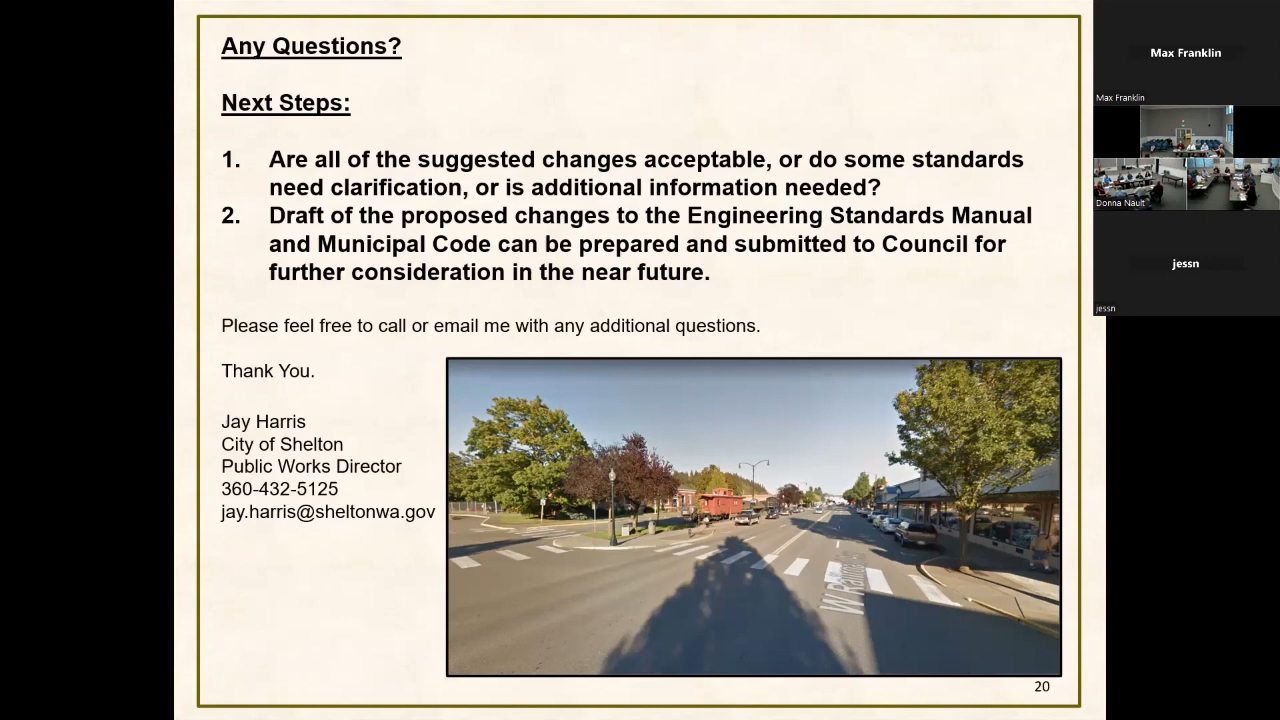 Any Questions?
Next Steps:
1. Are all of the suggested changes acceptable, or do some standards
need clarification, or is additional information needed?
2. Draft of the proposed changes to the Engineering Standards Manual
and Municipal Code can be prepared and submitted to Council for
further consideration in the near future.
Please feel free to call or email me with any additional questions.
Thank You.
Jay Harris
City of Shelton
Public Works Director
360-432-5125
jay.harris@sheltonwa.gov
20
Max Franklin
Max Franklin
Donna Nault
jessn
jessn